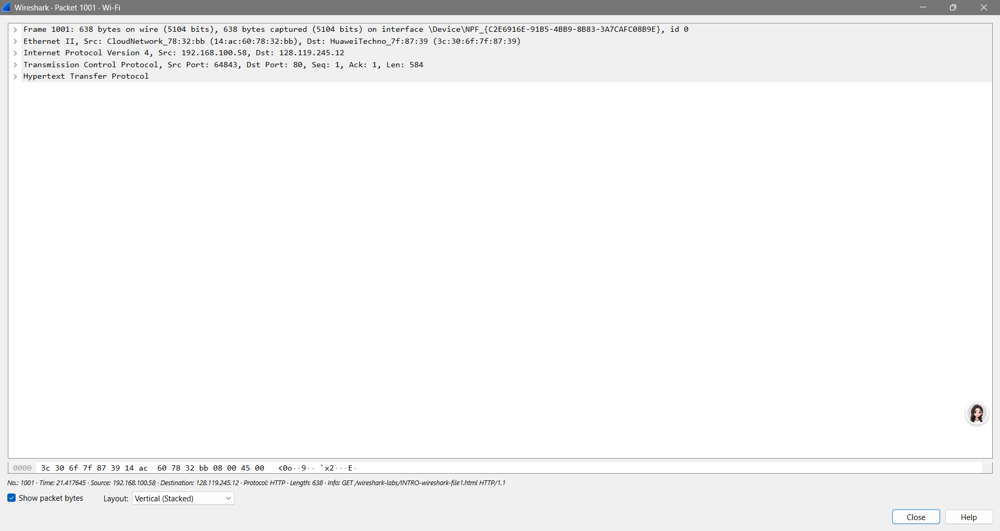 Wireshark · Packet 1001 · Wi-Fi
Frame 1001: 638 bytes on wire (5104 bits), 638 bytes captured (5104 bits) on interface \Device\NPF_{C2E6916E-91B5-4BB9-8B83-3A7CAFC08B9E}, id 0
Ethernet II, Src: CloudNetwork_78:32:bb (14:ac:60:78:32:bb), Dst: HuaweiTechno_7f:87:39 (3c:30:6f:7f:87:39)
Internet Protocol Version 4, Src: 192.168.100.58, Dst: 128.119.245.12
Transmission Control Protocol, Src Port: 64843, Dst Port: 80, Seq: 1, Ack: 1, Len: 584
Hypertext Transfer Protocol
0000 3c 30 6f 7f 87 39 14 ac 60 78 32 bb 08 00 45 00 <0o··9·· `x2···E·
No.: 1001 · Time: 21.417645 · Source: 192.168.100.58 · Destination: 128.119.245.12 · Protocol: HTTP · Length: 638 · Info: GET /wireshark-labs/INTRO-wireshark-file1.html HTTP/1.1
Show packet bytes Layout: Vertical (Stacked)
Close Help